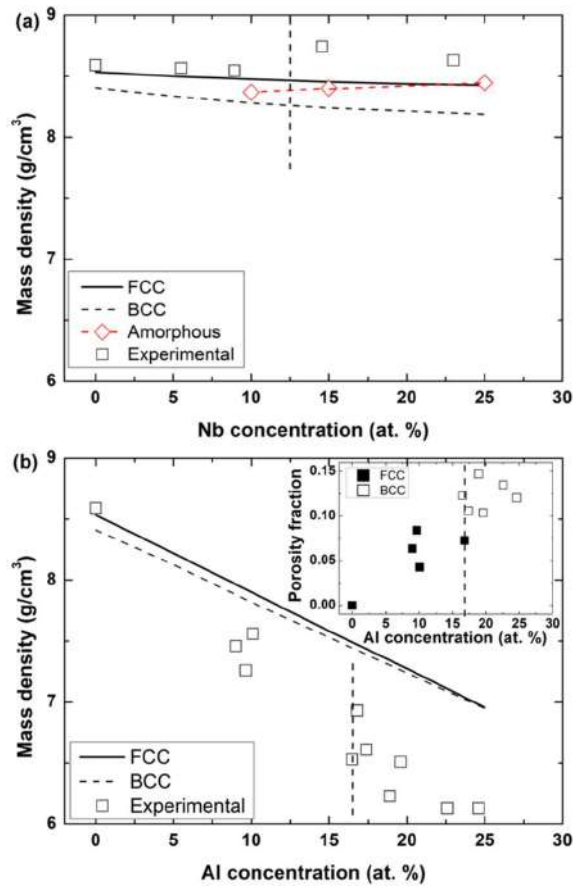 (a)
9
8
7
6
Mass density (g/cm³)
FCC
BCC
Amorphous
Experimental
0 5 10 15 20 25
Nb concentration (at. %)
(b)
9
8
7
6
Mass density (g/cm³)
FCC
BCC
Experimental
0 5 10 15 20 25
Al concentration (at. %)
0.15
0.10
0.05
0.00
Porosity fraction
FCC
BCC
0 5 10 15 20 25 30
Al concentration (at. %)